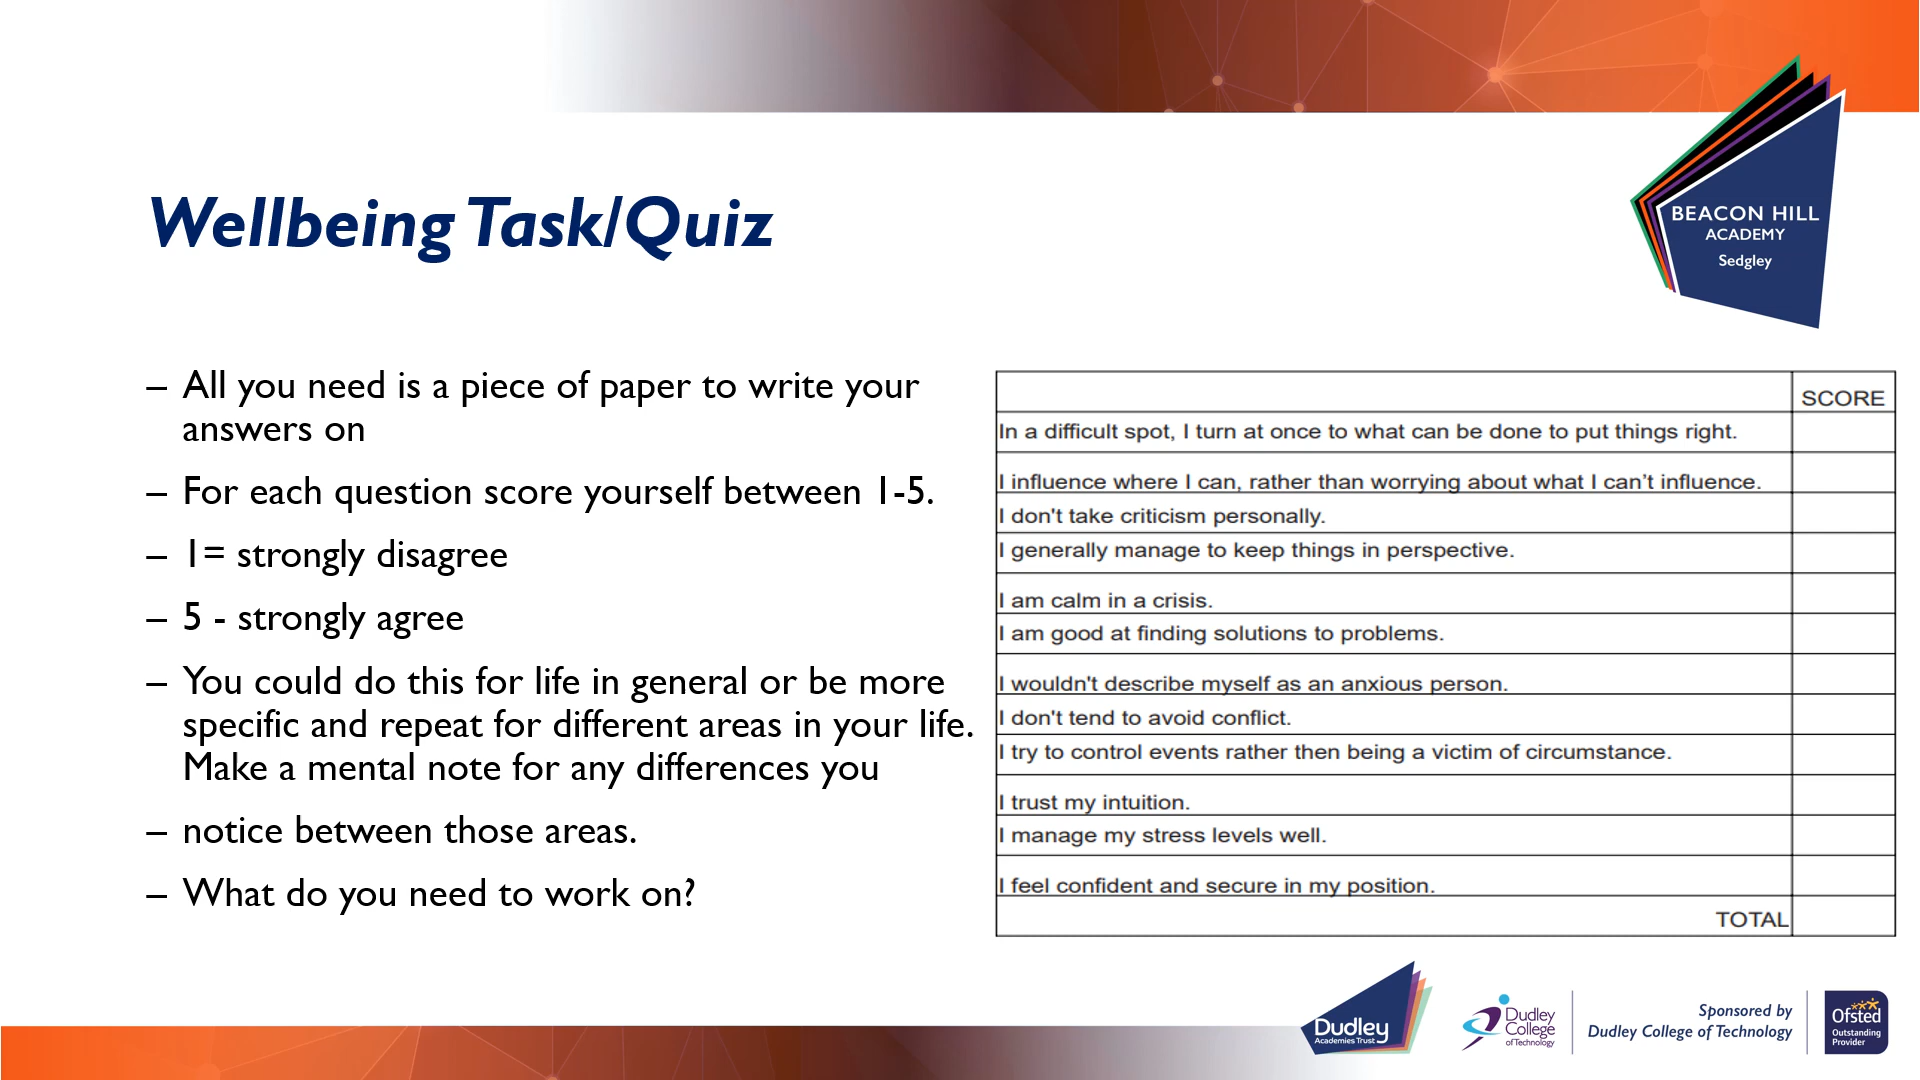 BEACON HILL
ACADEMY
Sedgley
Wellbeing Task/Quiz
– All you need is a piece of paper to write your
answers on
– For each question score yourself between 1-5.
– 1= strongly disagree
– 5 - strongly agree
– You could do this for life in general or be more
specific and repeat for different areas in your life.
Make a mental note for any differences you
– notice between those areas.
– What do you need to work on?
SCORE
In a difficult spot, I turn at once to what can be done to put things right.
I influence where I can, rather than worrying about what I can’t influence.
I don't take criticism personally.
I generally manage to keep things in perspective.
I am calm in a crisis.
I am good at finding solutions to problems.
I wouldn't describe myself as an anxious person.
I don't tend to avoid conflict.
I try to control events rather then being a victim of circumstance.
I trust my intuition.
I manage my stress levels well.
I feel confident and secure in my position.
TOTAL
Dudley
Academies Trust
Dudley
College
of Technology
Sponsored by
Dudley College of Technology
Ofsted
Outstanding
Provider